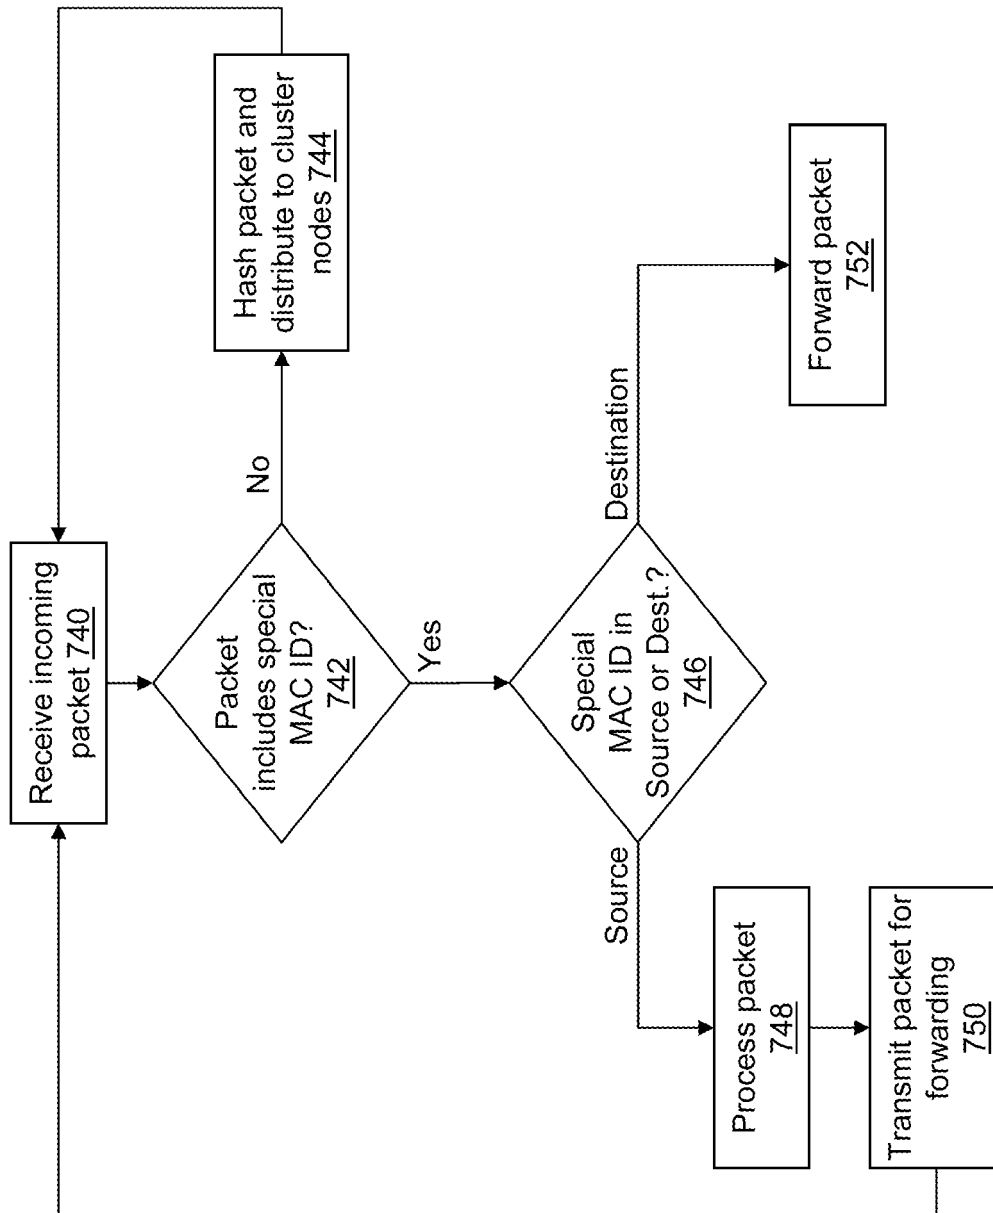 Receive incoming
packet 740
Packet
includes special
MAC ID?
742
No
Hash packet and
distribute to cluster
nodes 744
Yes
Special
MAC ID in
Source or Dest.?
746
Source
Destination
Process packet
748
Transmit packet for
forwarding
750
Forward packet
752